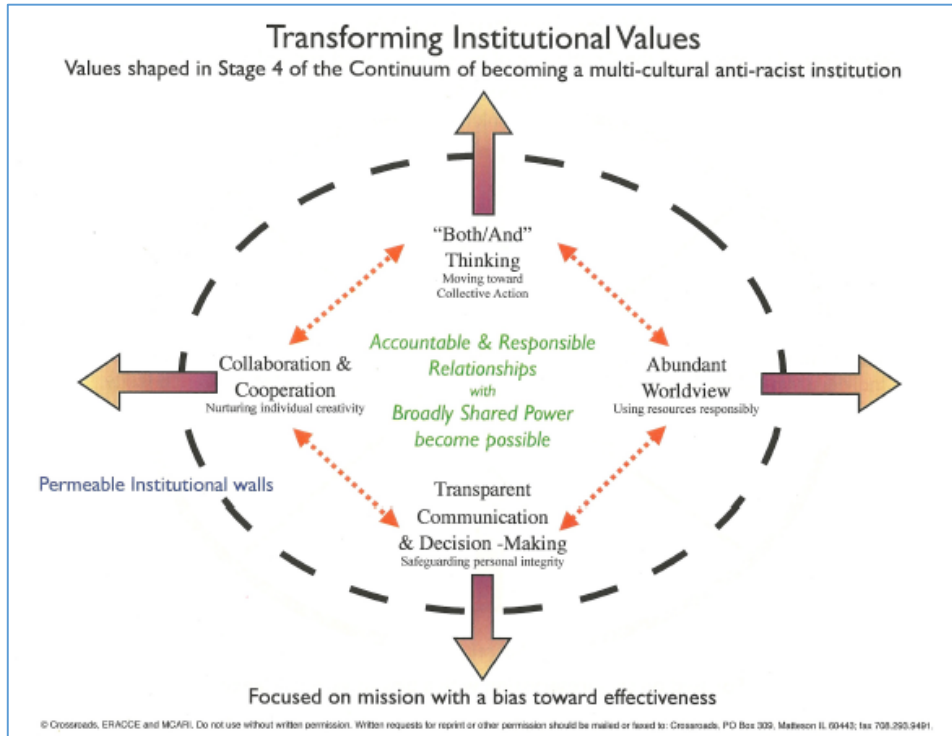 Transforming Institutional Values
Values shaped in Stage 4 of the Continuum of becoming a multi-cultural anti-racist institution
“Both/And”
Thinking
Moving toward
Collective Action
Collaboration &
Cooperation
Nurturing individual creativity
Accountable & Responsible
Relationships
with
Broadly Shared Power
become possible
Abundant
Worldview
Using resources responsibly
Permeable Institutional walls
Transparent
Communication
& Decision -Making
Safeguarding personal integrity
Focused on mission with a bias toward effectiveness
© Crossroads, ERACCE and MCARI, Do not use without written permission. Written requests for reprint or other permission should be mailed or faxed to: Crossroads, PO Box 309, Matteson IL 60443; fax 708.293.9491.